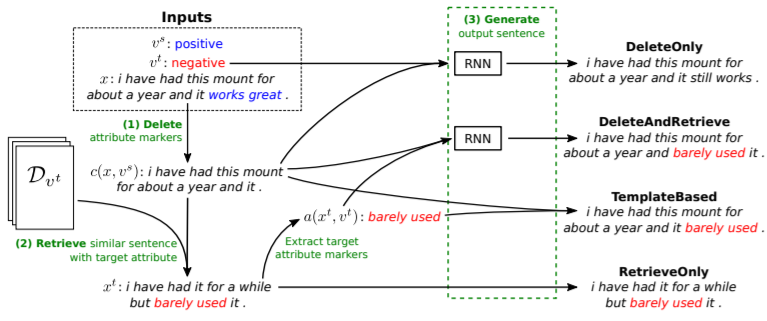 Inputs
v^s: positive
v^t: negative
x: i have had this mount for
about a year and it works great .
(1) Delete
attribute markers
c(x, v^s): i have had this mount
for about a year and it .
D_{v^t}
(2) Retrieve similar sentence
with target attribute
x^t: i have had it for a while
but barely used it .
a(x^t, v^t): barely used
Extract target
attribute markers
(3) Generate
output sentence
RNN
RNN
DeleteOnly
i have had this mount for
about a year and it still works .
DeleteAndRetrieve
i have had this mount for
about a year and barely used it .
TemplateBased
i have had this mount for
about a year and it barely used .
RetrieveOnly
i have had it for a while
but barely used it .